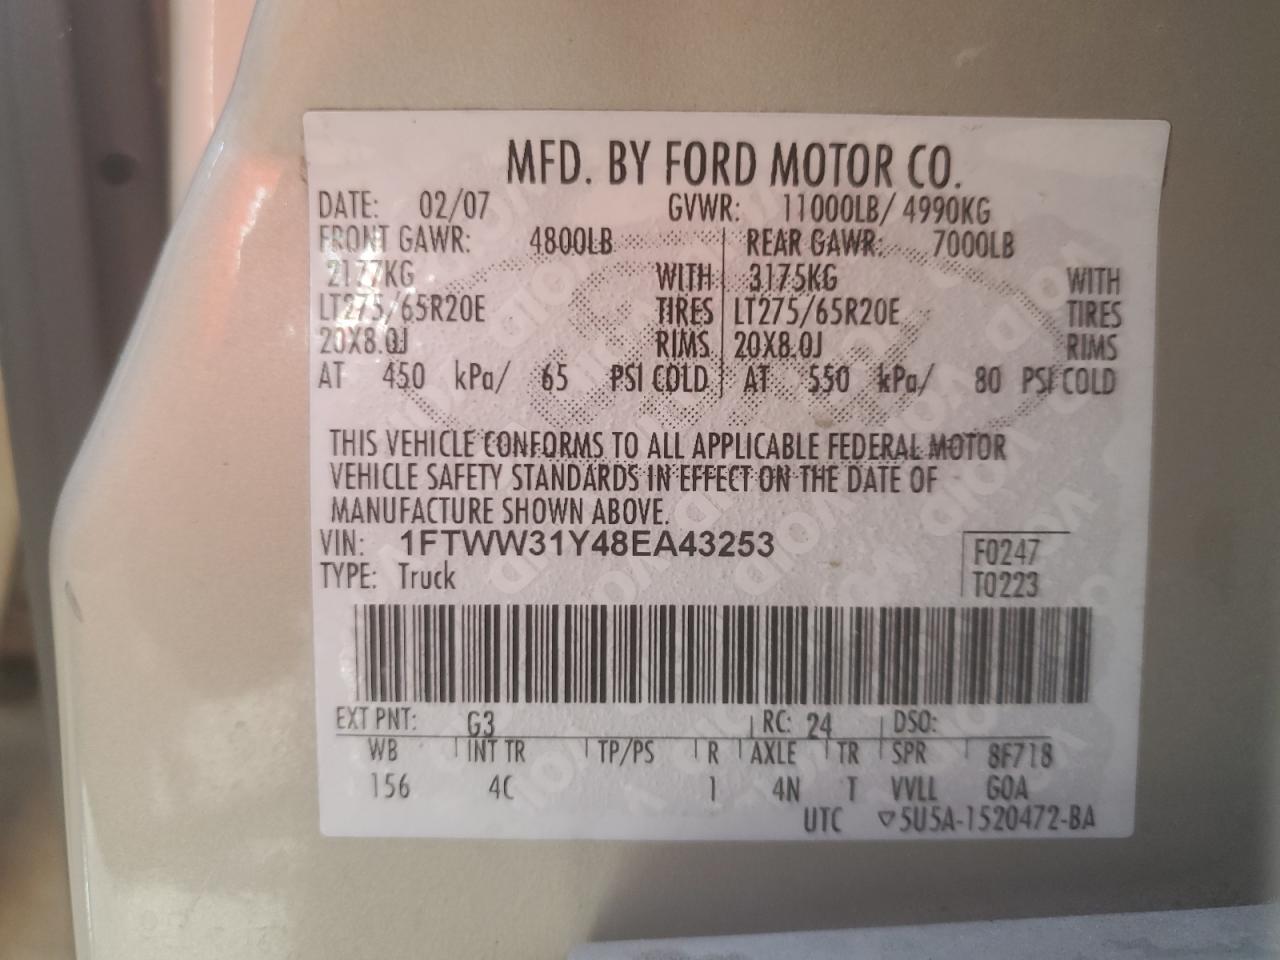 MFD. BY FORD MOTOR CO.
DATE: 02/07 GVWR: 11000LB/ 4990KG
FRONT GAWR: 4800LB REAR GAWR: 7000LB
2177KG WITH 3175KG WITH
LT275/65R20E TIRES LT275/65R20E TIRES
20X8.0J RIMS 20X8.0J RIMS
AT 450 kPa/ 65 PSI COLD AT 550 kPa/ 80 PSI COLD
THIS VEHICLE CONFORMS TO ALL APPLICABLE FEDERAL MOTOR
VEHICLE SAFETY STANDARDS IN EFFECT ON THE DATE OF
MANUFACTURE SHOWN ABOVE.
VIN: 1FTWW31Y48EA43253 F0247
TYPE: Truck T0223
EXT PNT: G3 RC: 24 DSO:
WB INT TR TP/PS R AXLE TR SPR 8F718
156 4C 1 4N T VVLL GOA
UTC ▽5U5A-1520472-BA